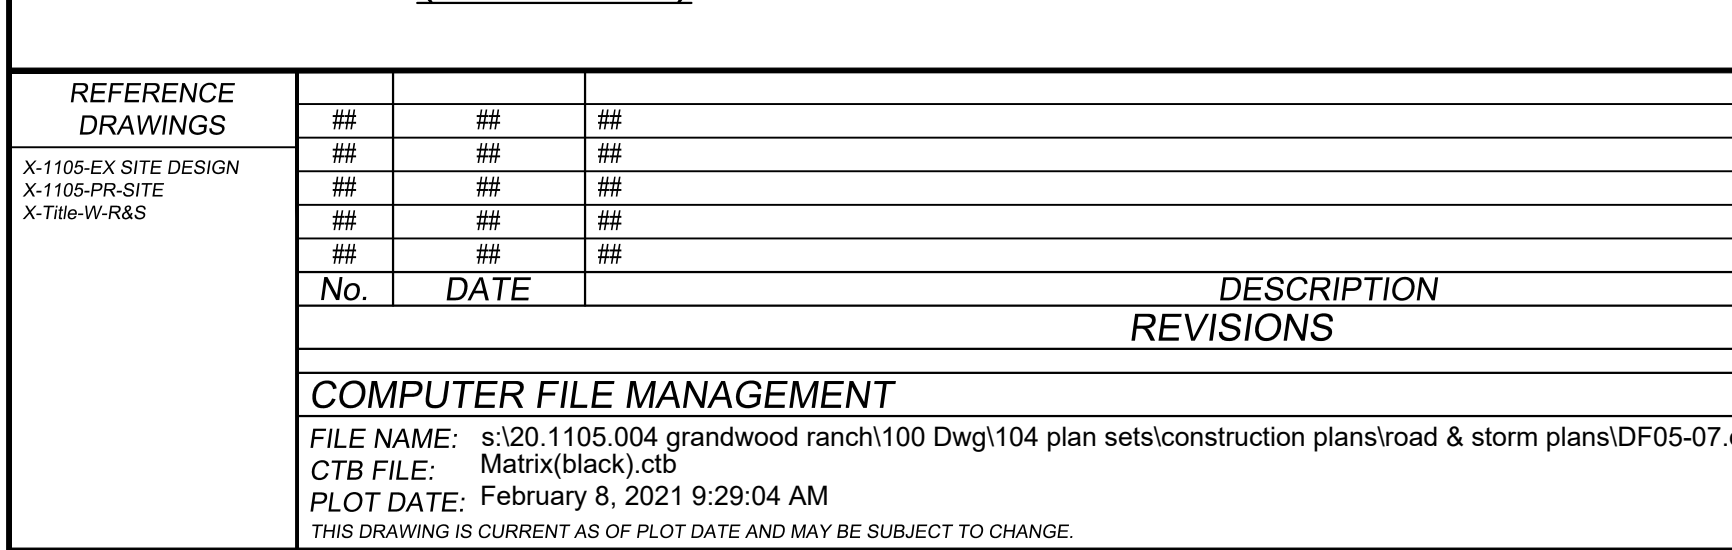 REFERENCE
DRAWINGS
X-1105-EX SITE DESIGN
X-1105-PR-SITE
X-Title-W-R&S
## ## ##
## ## ##
## ## ##
## ## ##
## ## ##
No. DATE DESCRIPTION
REVISIONS
COMPUTER FILE MANAGEMENT
FILE NAME: s:\20.1105.004 grandwood ranch\100 Dwg\104 plan sets\construction plans\road & storm plans\DF05-07.
CTB FILE: Matrix(black).ctb
PLOT DATE: February 8, 2021 9:29:04 AM
THIS DRAWING IS CURRENT AS OF PLOT DATE AND MAY BE SUBJECT TO CHANGE.